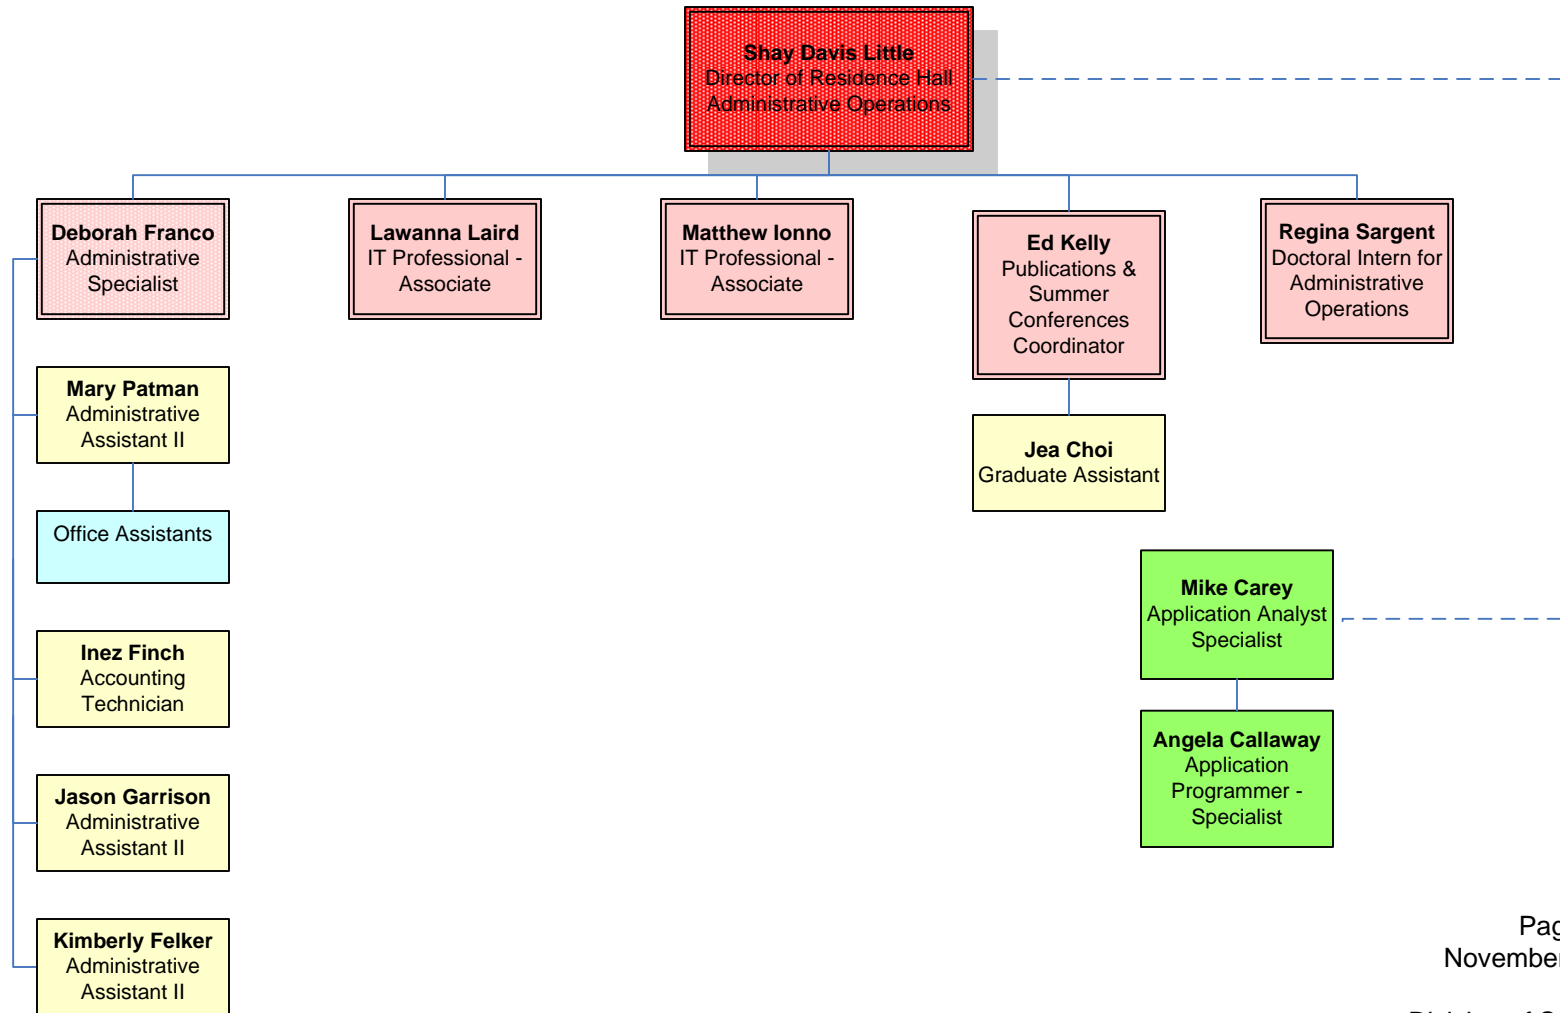 Shay Davis Little
Director of Residence Hall
Administrative Operations
Deborah Franco
Administrative
Specialist
Lawanna Laird
IT Professional -
Associate
Matthew Ionno
IT Professional -
Associate
Ed Kelly
Publications &
Summer
Conferences
Coordinator
Regina Sargent
Doctoral Intern for
Administrative
Operations
Mary Patman
Administrative
Assistant II
Office Assistants
Jea Choi
Graduate Assistant
Mike Carey
Application Analyst
Specialist
Inez Finch
Accounting
Technician
Angela Callaway
Application
Programmer -
Specialist
Jason Garrison
Administrative
Assistant II
Kimberly Felker
Administrative
Assistant II
November